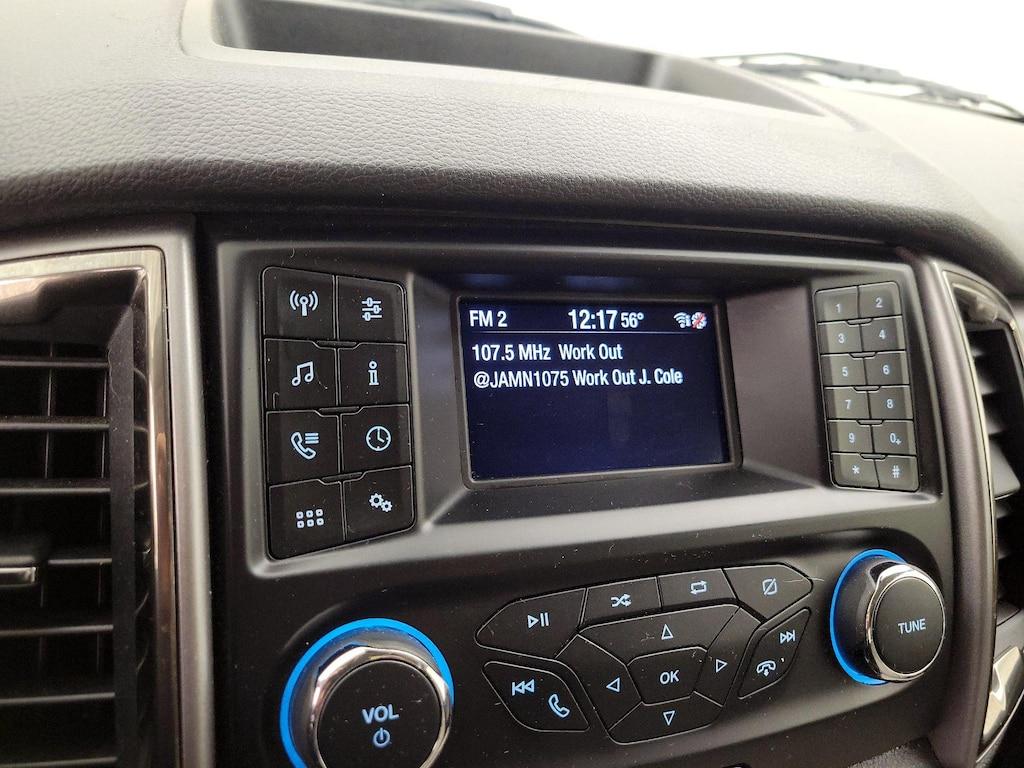 FM 2 12:17 56°
107.5 MHz Work Out
@JAMN1075 Work Out J. Cole
1 2
3 4
5 6
7 8
9 0+
* #
OK
VOL
TUNE